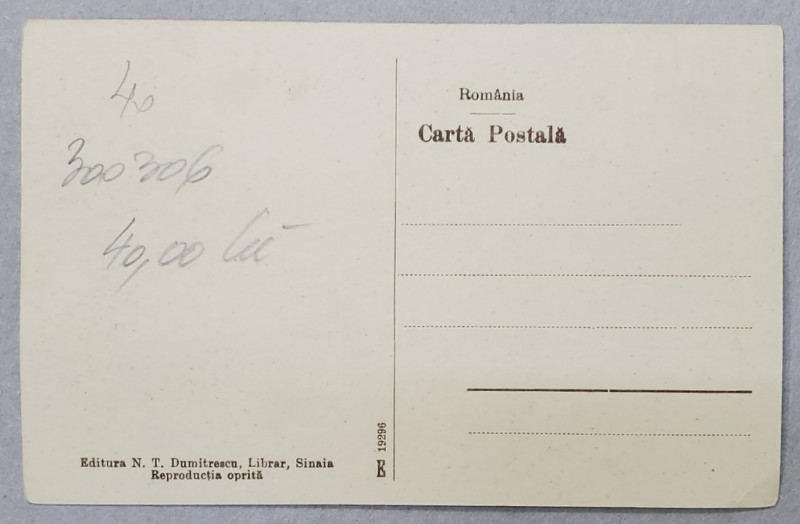 40
300306
40,00 lei
România
Cartă Postală
Editura N. T. Dumitrescu, Librar, Sinaia
Reproducția oprită
E 19296